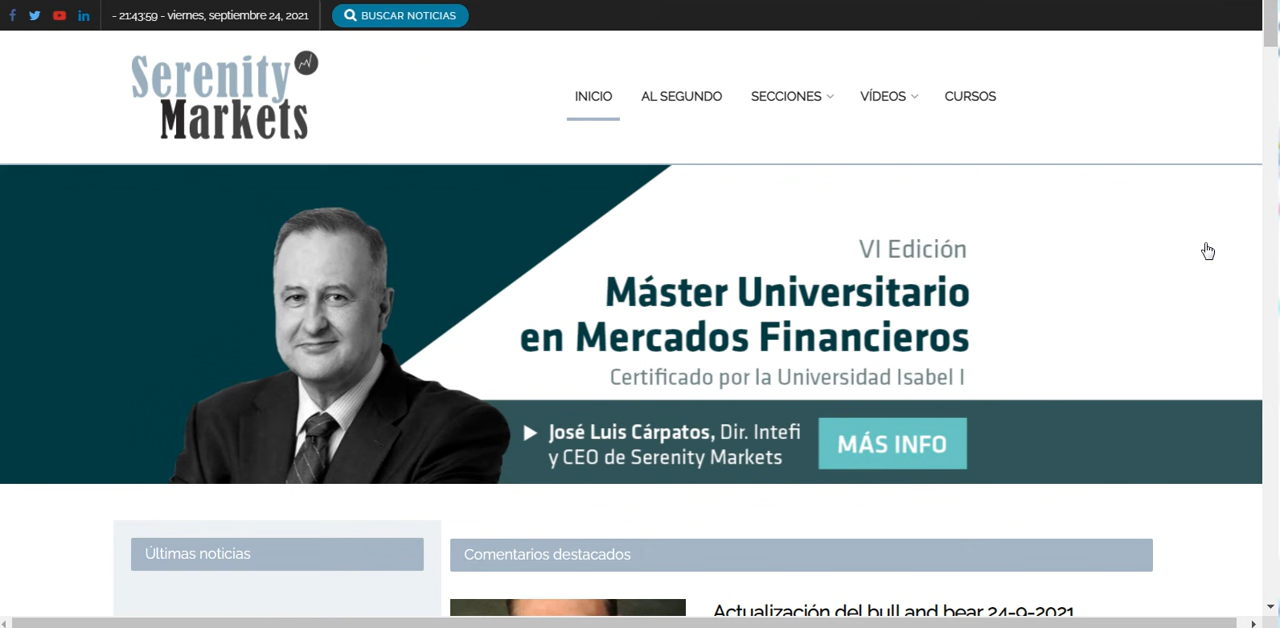 - 21:43:59 - viernes, septiembre 24, 2021
BUSCAR NOTICIAS
Serenity
Markets
INICIO
AL SEGUNDO
SECCIONES
VÍDEOS
CURSOS
VI Edición
Máster Universitario
en Mercados Financieros
Certificado por la Universidad Isabel I
José Luis Cárpatos, Dir. Intefi
y CEO de Serenity Markets
MÁS INFO
Últimas noticias
Comentarios destacados
Actualización del bull and bear 24-9-2021